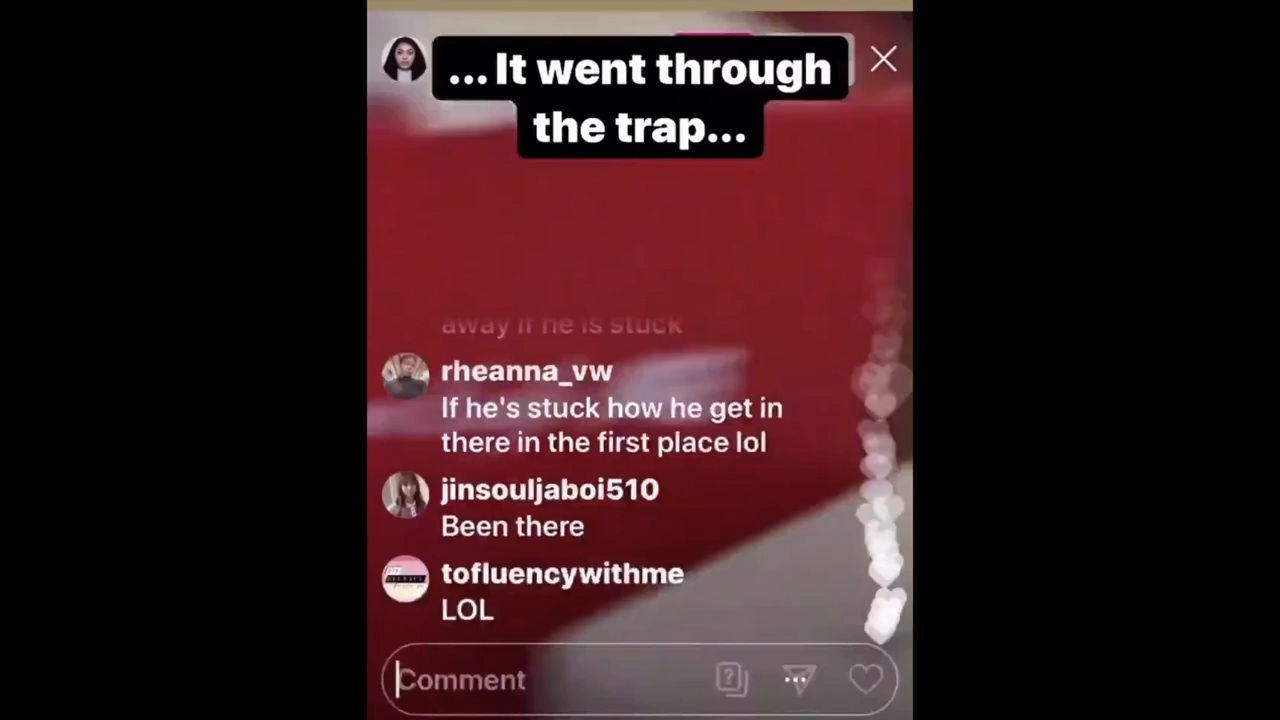 ... It went through
the trap...
away if he is stuck
rheanna_vw
If he's stuck how he get in
there in the first place lol
jinsouljaboi510
Been there
tofluencywithme
LOL
Comment